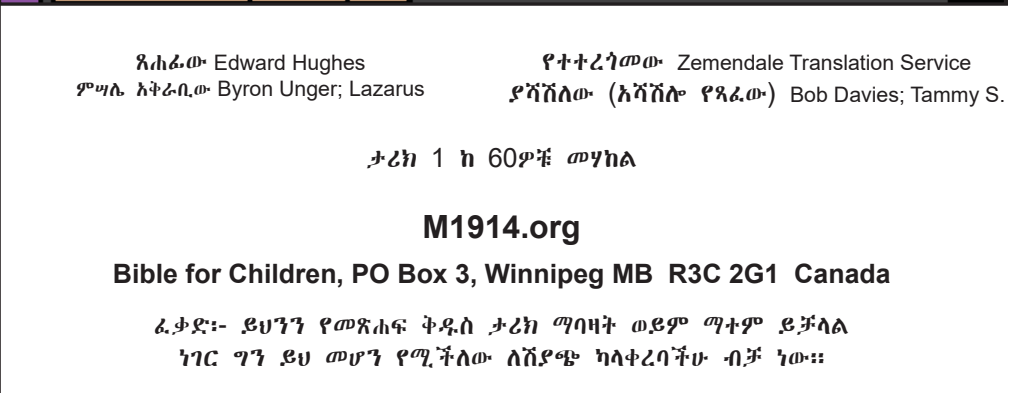 ጸሐፊው Edward Hughes
ምሣሌ አቅራቢው Byron Unger; Lazarus
የተተረጎመው Zemendale Translation Service
ያሻሽለው (አሻሽሎ የጻፈው) Bob Davies; Tammy S.
ታሪክ 1 ከ 60ዎቹ መሃከል
M1914.org
Bible for Children, PO Box 3, Winnipeg MB R3C 2G1 Canada
ፈቃድ፡- ይህንን የመጽሐፍ ቅዱስ ታሪክ ማባዛት ወይም ማተም ይቻላል
ነገር ግን ይህ መሆን የሚችለው ለሽያጭ ካላቀረባችሁ ብቻ ነው።